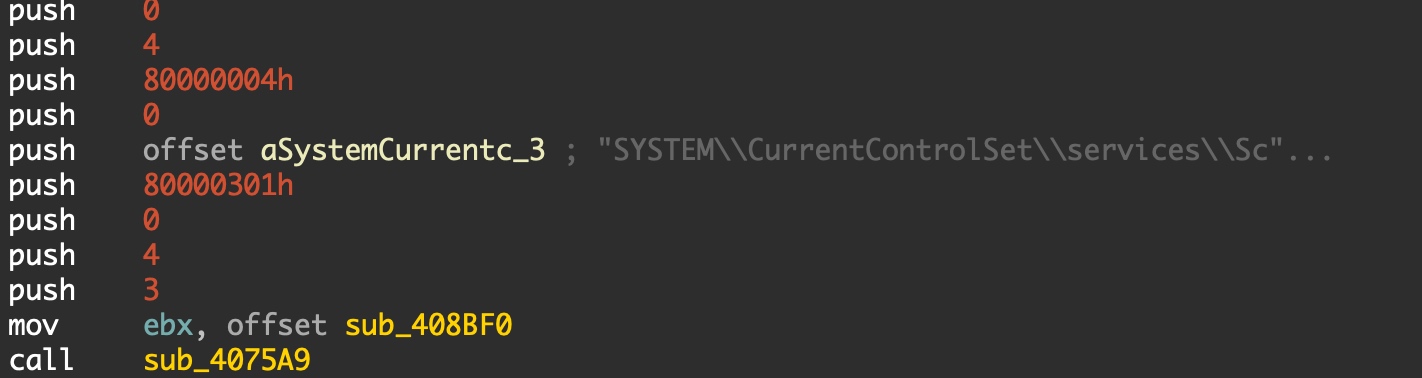 push 0
push 4
push 80000004h
push 0
push offset aSystemCurrentc_3 ; "SYSTEM\\CurrentControlSet\\services\\Sc"...
push 80000301h
push 0
push 4
push 3
mov ebx, offset sub_408BF0
call sub_4075A9